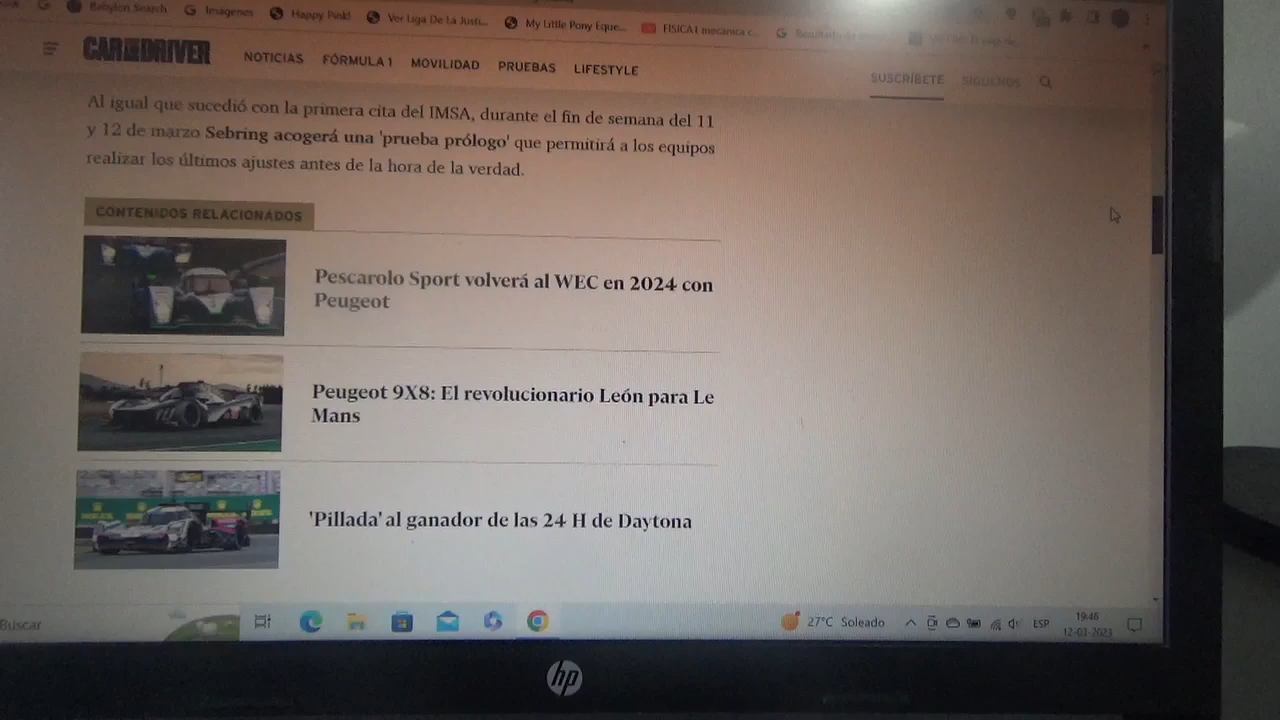 Babylon Search
Imagenes
Happy Pink!
Ver Liga De La Justi...
My Little Pony Eque...
FISICA I mecánica c...
CAR AND DRIVER
NOTICIAS
FÓRMULA 1
MOVILIDAD
PRUEBAS
LIFESTYLE
SUSCRÍBETE
SÍGUENOS
Al igual que sucedió con la primera cita del IMSA, durante el fin de semana del 11
y 12 de marzo Sebring acogerá una 'prueba prólogo' que permitirá a los equipos
realizar los últimos ajustes antes de la hora de la verdad.
CONTENIDOS RELACIONADOS
Pescarolo Sport volverá al WEC en 2024 con
Peugeot
Peugeot 9X8: El revolucionario León para Le
Mans
'Pillada' al ganador de las 24 H de Daytona
Buscar
27°C Soleado
ESP
19:46
12-03-2023
hp